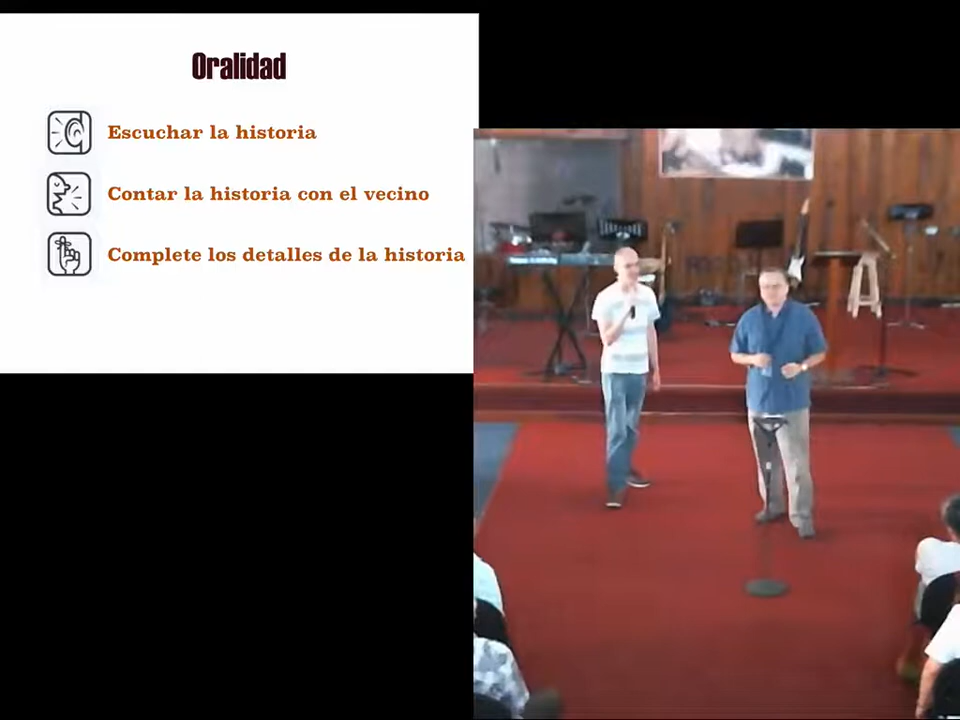 Oralidad
Escuchar la historia
Contar la historia con el vecino
Complete los detalles de la historia